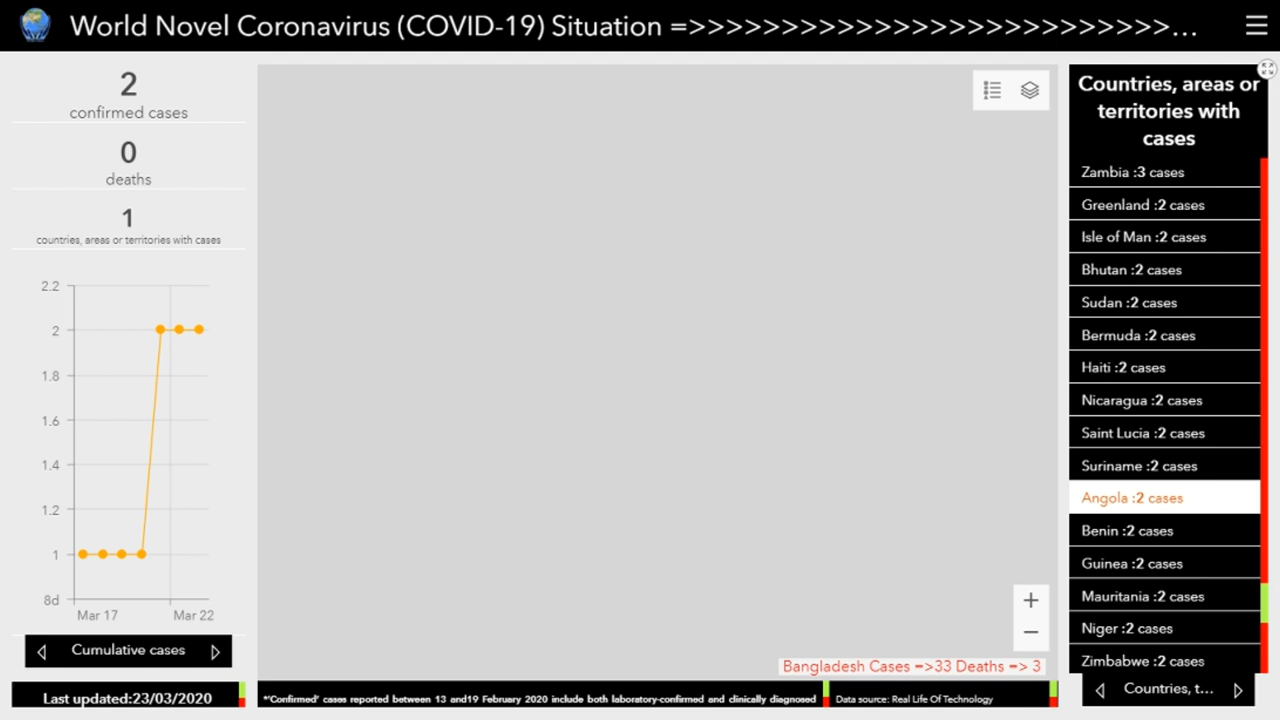 World Novel Coronavirus (COVID-19) Situation =>>>>>>>>>>>>>>>>>>>>>>>>>>...
2
confirmed cases
0
deaths
1
countries, areas or territories with cases
2.2
2
1.8
1.6
1.4
1.2
1
8d
Mar 17
Mar 22
Cumulative cases
Last updated:23/03/2020
Bangladesh Cases =>33 Deaths => 3
*'Confirmed' cases reported between 13 and19 February 2020 include both laboratory-confirmed and clinically diagnosed
Data source: Real Life Of Technology
Countries, areas or
territories with
cases
Zambia :3 cases
Greenland :2 cases
Isle of Man :2 cases
Bhutan :2 cases
Sudan :2 cases
Bermuda :2 cases
Haiti :2 cases
Nicaragua :2 cases
Saint Lucia :2 cases
Suriname :2 cases
Angola :2 cases
Benin :2 cases
Guinea :2 cases
Mauritania :2 cases
Niger :2 cases
Zimbabwe :2 cases
Countries, t...